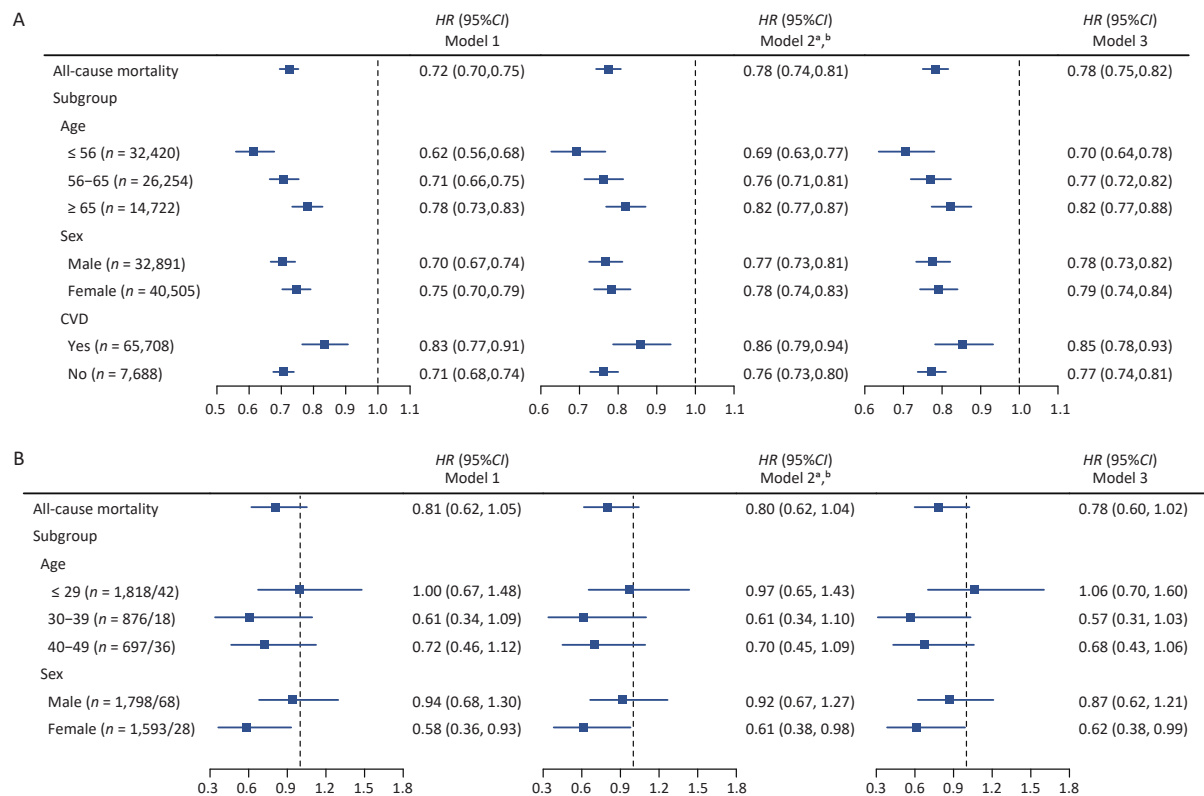 A
HR (95%CI) HR (95%CI) HR (95%CI)
Model 1 Model 2ᵃ,ᵇ Model 3
All-cause mortality 0.72 (0.70,0.75) 0.78 (0.74,0.81) 0.78 (0.75,0.82)
Subgroup
Age
≤ 56 (n = 32,420) 0.62 (0.56,0.68) 0.69 (0.63,0.77) 0.70 (0.64,0.78)
56−65 (n = 26,254) 0.71 (0.66,0.75) 0.76 (0.71,0.81) 0.77 (0.72,0.82)
≥ 65 (n = 14,722) 0.78 (0.73,0.83) 0.82 (0.77,0.87) 0.82 (0.77,0.88)
Sex
Male (n = 32,891) 0.70 (0.67,0.74) 0.77 (0.73,0.81) 0.78 (0.73,0.82)
Female (n = 40,505) 0.75 (0.70,0.79) 0.78 (0.74,0.83) 0.79 (0.74,0.84)
CVD
Yes (n = 65,708) 0.83 (0.77,0.91) 0.86 (0.79,0.94) 0.85 (0.78,0.93)
No (n = 7,688) 0.71 (0.68,0.74) 0.76 (0.73,0.80) 0.77 (0.74,0.81)
0.5 0.6 0.7 0.8 0.9 1.0 1.1 0.6 0.7 0.8 0.9 1.0 1.1 0.6 0.7 0.8 0.9 1.0 1.1
B
HR (95%CI) HR (95%CI) HR (95%CI)
Model 1 Model 2ᵃ,ᵇ Model 3
All-cause mortality 0.81 (0.62, 1.05) 0.80 (0.62, 1.04) 0.78 (0.60, 1.02)
Subgroup
Age
≤ 29 (n = 1,818/42) 1.00 (0.67, 1.48) 0.97 (0.65, 1.43) 1.06 (0.70, 1.60)
30−39 (n = 876/18) 0.61 (0.34, 1.09) 0.61 (0.34, 1.10) 0.57 (0.31, 1.03)
40−49 (n = 697/36) 0.72 (0.46, 1.12) 0.70 (0.45, 1.09) 0.68 (0.43, 1.06)
Sex
Male (n = 1,798/68) 0.94 (0.68, 1.30) 0.92 (0.67, 1.27) 0.87 (0.62, 1.21)
Female (n = 1,593/28) 0.58 (0.36, 0.93) 0.61 (0.38, 0.98) 0.62 (0.38, 0.99)
0.3 0.6 0.9 1.2 1.5 1.8 0.3 0.6 0.9 1.2 1.5 1.8 0.3 0.6 0.9 1.2 1.5 1.8